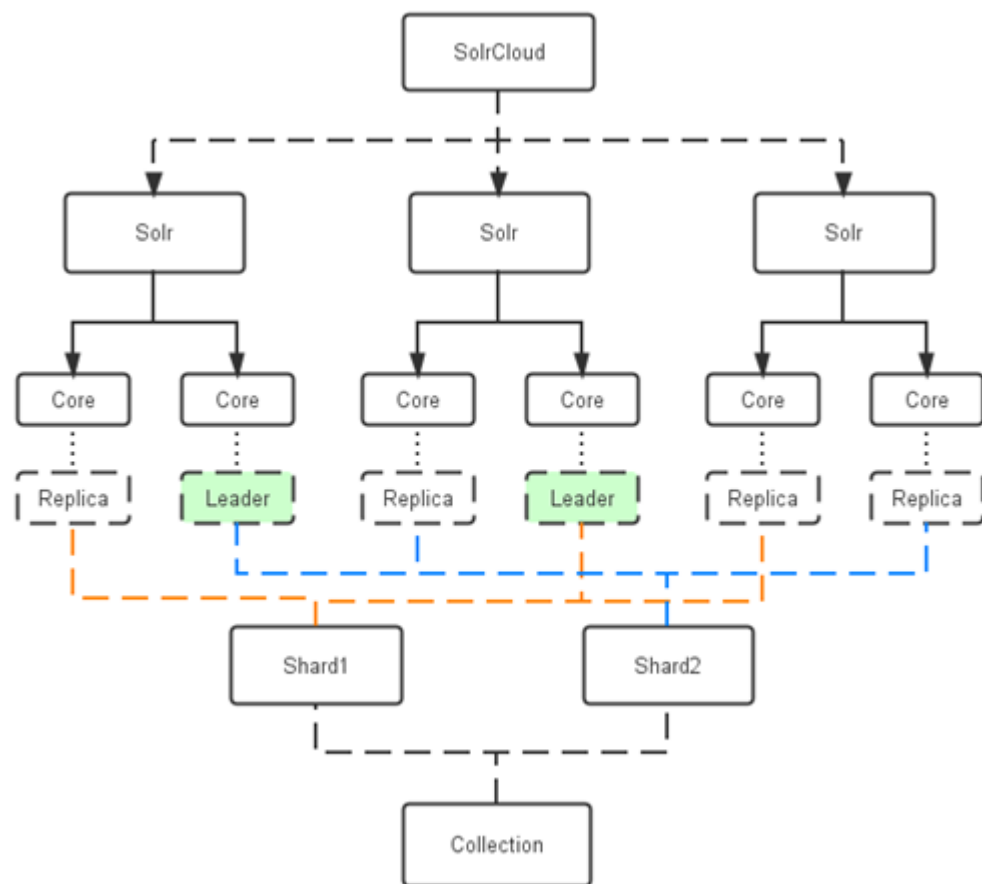 SolrCloud
Solr
Solr
Solr
Core
Core
Core
Core
Core
Core
Replica
Leader
Replica
Leader
Replica
Replica
Shard1
Shard2
Collection